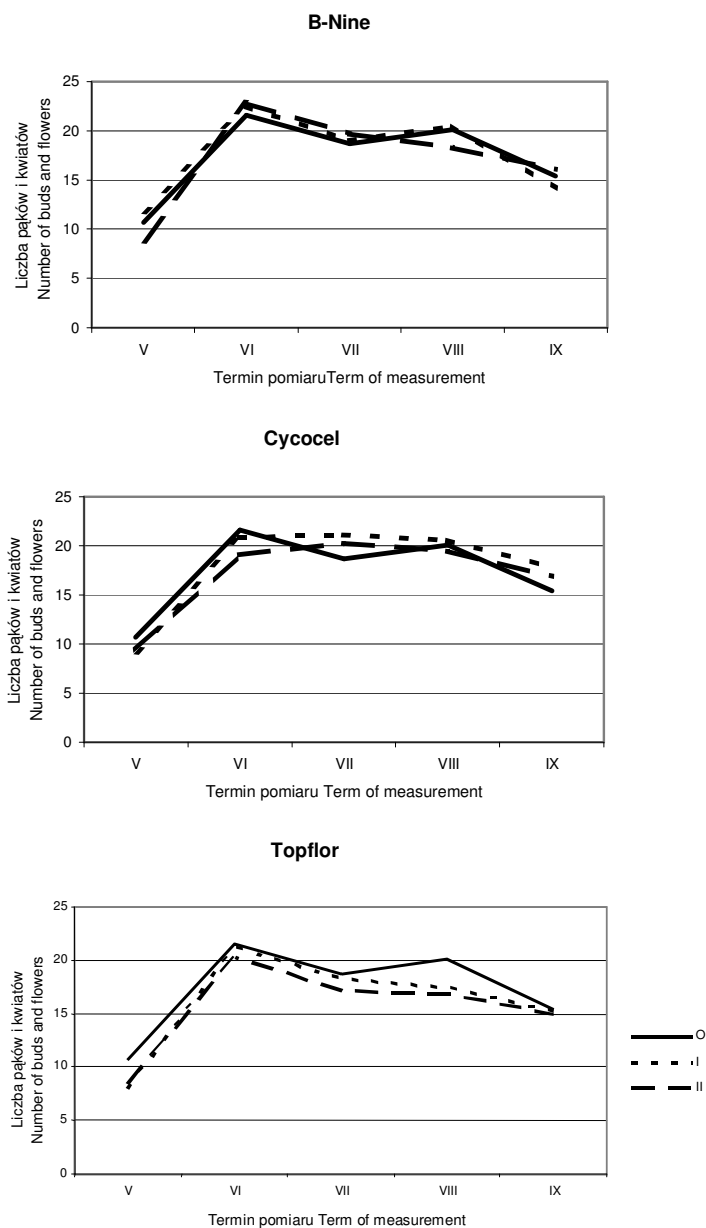 B-Nine
Liczba pąków i kwiatów
Number of buds and flowers
25
20
15
10
5
0
V VI VII VIII IX
Termin pomiaruTerm of measurement
Cycocel
Liczba pąków i kwiatów
Number of buds and flowers
25
20
15
10
5
0
V VI VII VIII IX
Termin pomiaru Term of measurement
Topflor
Liczba pąków i kwiatów
Number of buds and flowers
25
20
15
10
5
0
V VI VII VIII IX
Termin pomiaru Term of measurement
O
I
II